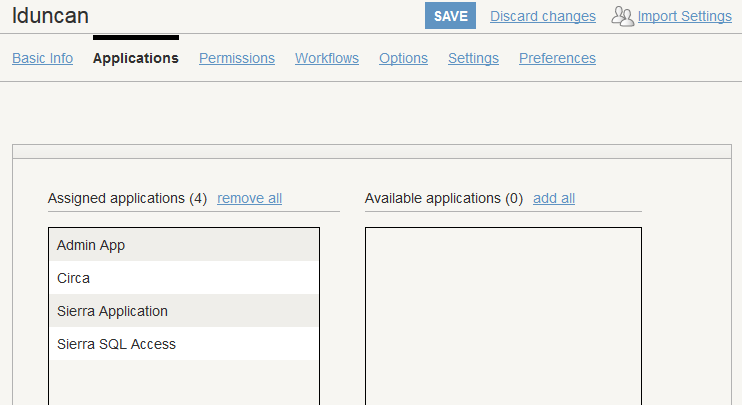 lduncan SAVE Discard changes Import Settings
Basic Info Applications Permissions Workflows Options Settings Preferences
Assigned applications (4) remove all Available applications (0) add all
Admin App
Circa
Sierra Application
Sierra SQL Access